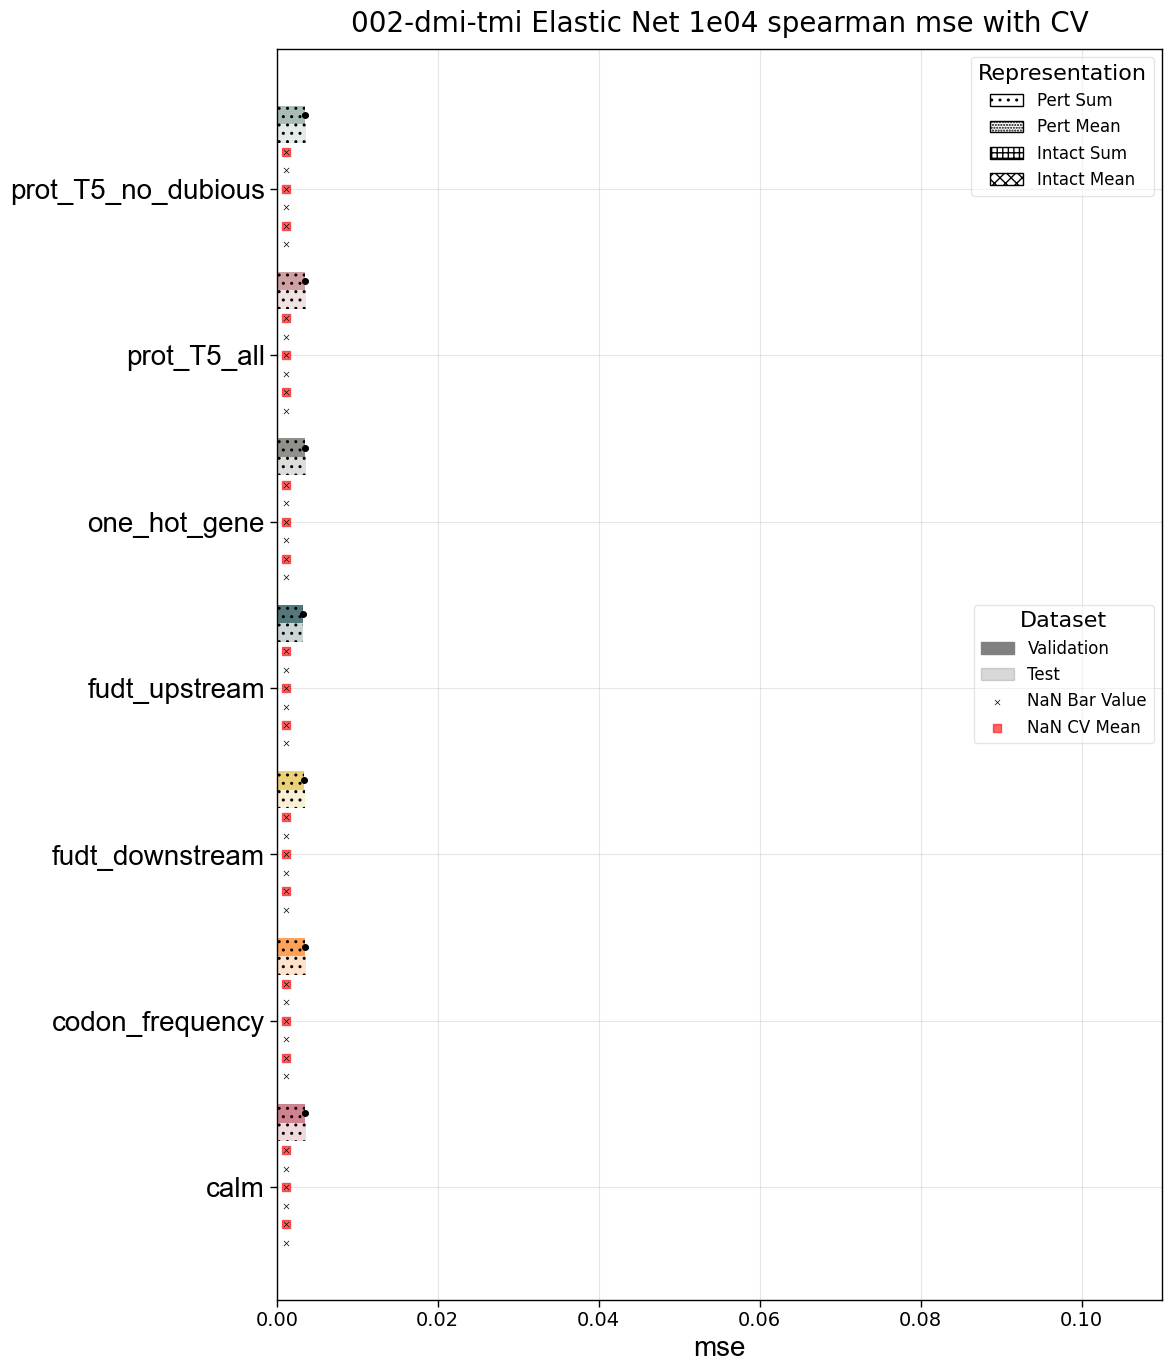 002-dmi-tmi Elastic Net 1e04 spearman mse with CV
Representation
Pert Sum
Pert Mean
Intact Sum
Intact Mean
prot_T5_no_dubious
prot_T5_all
one_hot_gene
Dataset
Validation
Test
NaN Bar Value
NaN CV Mean
fudt_upstream
fudt_downstream
codon_frequency
calm
0.00 0.02 0.04 0.06 0.08 0.10
mse